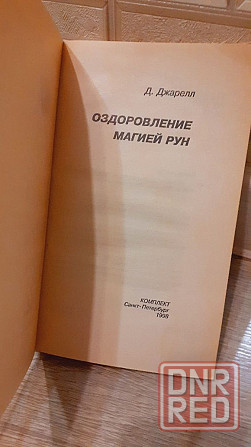 Д. Джарелл
ОЗДОРОВЛЕНИЕ
МАГИЕЙ РУН
КОМПЛЕКТ
Санкт-Петербург
1998
DNR
RED